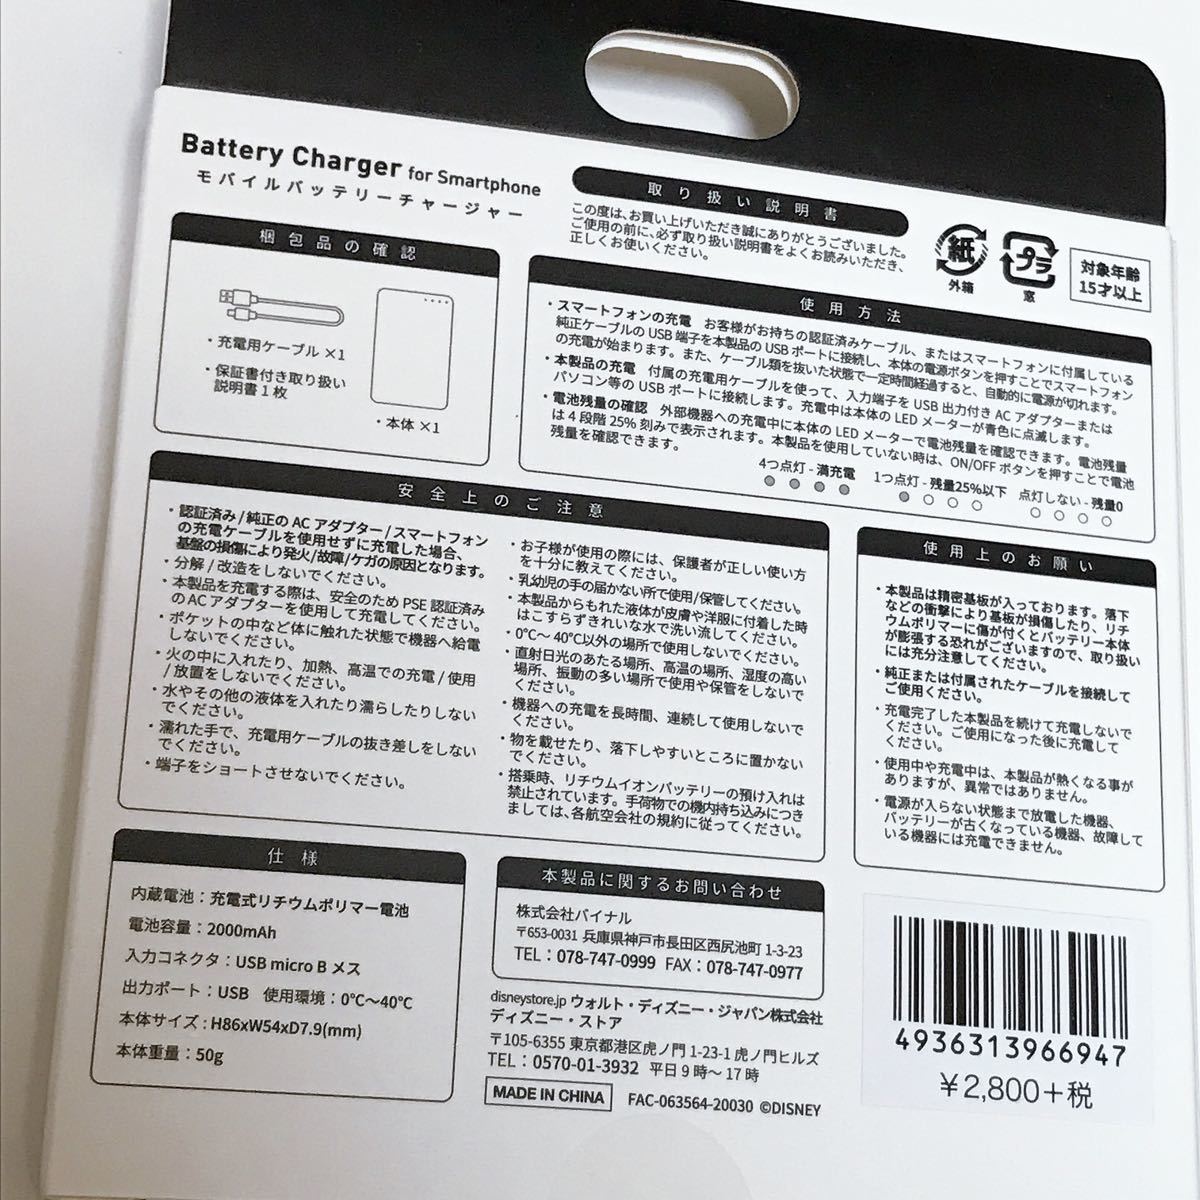 Battery Charger for Smartphone
モバイルバッテリーチャージャー
取り扱い説明書
この度は、お買い上げいただき誠にありがとうございました。
ご使用の前に、必ず取り扱い説明書をよくお読みいただき、
正しくお使いください。
紙
外箱
プラ
窓
対象年齢
15才以上
梱包品の確認
・充電用ケーブル ×1
・保証書付き取り扱い
説明書1枚
・本体 ×1
使用方法
・スマートフォンの充電 お客様がお持ちの認証済みケーブル、またはスマートフォンに付属している
純正ケーブルの USB 端子を本製品の USB ポートに接続し、本体の電源ボタンを押すことでスマートフォン
の充電が始まります。また、ケーブル類を抜いた状態で一定時間経過すると、自動的に電源が切れます。
・本製品の充電 付属の充電用ケーブルを使って、入力端子を USB 出力付き AC アダプターまたは
パソコン等の USB ポートに接続します。充電中は本体の LED メーターが青色に点滅します。
・電池残量の確認 外部機器への充電中に本体の LED メーターで電池残量を確認できます。電池残量
は 4 段階 25% 刻みで表示されます。本製品を使用していない時は、ON/OFF ボタンを押すことで電池
残量を確認できます。
4つ点灯 - 満充電 1つ点灯 - 残量25%以下 点灯しない - 残量0
安全上のご注意
・認証済み / 純正の AC アダプター / スマートフォン
の充電ケーブルを使用せずに充電した場合、
基盤の損傷により発火/故障/ケガの原因となります。
・分解 / 改造をしないでください。
・本製品を充電する際は、安全のため PSE 認証済み
の AC アダプターを使用して充電してください。
・ポケットの中など体に触れた状態で機器へ給電
しないでください。
・火の中に入れたり、加熱、高温での充電 / 使用
/ 放置をしないでください。
・水やその他の液体を入れたり濡らしたりしない
でください。
・濡れた手で、充電用ケーブルの抜き差しをしない
でください。
・端子をショートさせないでください。
・お子様が使用の際には、保護者が正しい使い方
を十分に教えてください。
・乳幼児の手の届かない所で使用/保管してください。
・本製品からもれた液体が皮膚や洋服に付着した時
はこすらずきれいな水で洗い流してください。
・0℃～ 40℃以外の場所で使用しないでください。
・直射日光のあたる場所、高温の場所、湿度の高い
場所、振動の多い場所で使用や保管をしないで
ください。
・機器への充電を長時間、連続して使用しないで
ください。
・物を載せたり、落下しやすいところに置かない
でください。
・搭乗時、リチウムイオンバッテリーの預け入れは
禁止されています。手荷物での機内持ち込みにつき
ましては、各航空会社の規約に従ってください。
使用上のお願い
・本製品は精密基板が入っております。落下
などの衝撃により基板が損傷したり、リチ
ウムポリマーに傷が付くとバッテリー本体
が膨張する恐れがございますので、取り扱い
には充分注意してください。
・純正または付属されたケーブルを接続して
ご使用ください。
・充電完了した本製品を続けて充電しないで
ください。ご使用になった後に充電して
ください。
・使用中や充電中は、本製品が熱くなる事が
ありますが、異常ではありません。
・電源が入らない状態まで放電した機器、
バッテリーが古くなっている機器、故障して
いる機器には充電できません。
仕様
内蔵電池：充電式リチウムポリマー電池
電池容量：2000mAh
入力コネクタ：USB micro B メス
出力ポート：USB 使用環境：0℃～40℃
本体サイズ：H86xW54xD7.9(mm)
本体重量：50g
本製品に関するお問い合わせ
株式会社バイナル
〒653-0031 兵庫県神戸市長田区西尻池町 1-3-23
TEL：078-747-0999 FAX：078-747-0977
disneystore.jp ウォルト・ディズニー・ジャパン株式会社
ディズニー・ストア
〒105-6355 東京都港区虎ノ門 1-23-1 虎ノ門ヒルズ
TEL：0570-01-3932 平日 9 時～ 17 時
MADE IN CHINA FAC-063564-20030 ©DISNEY
4936313966947
￥2,800+税